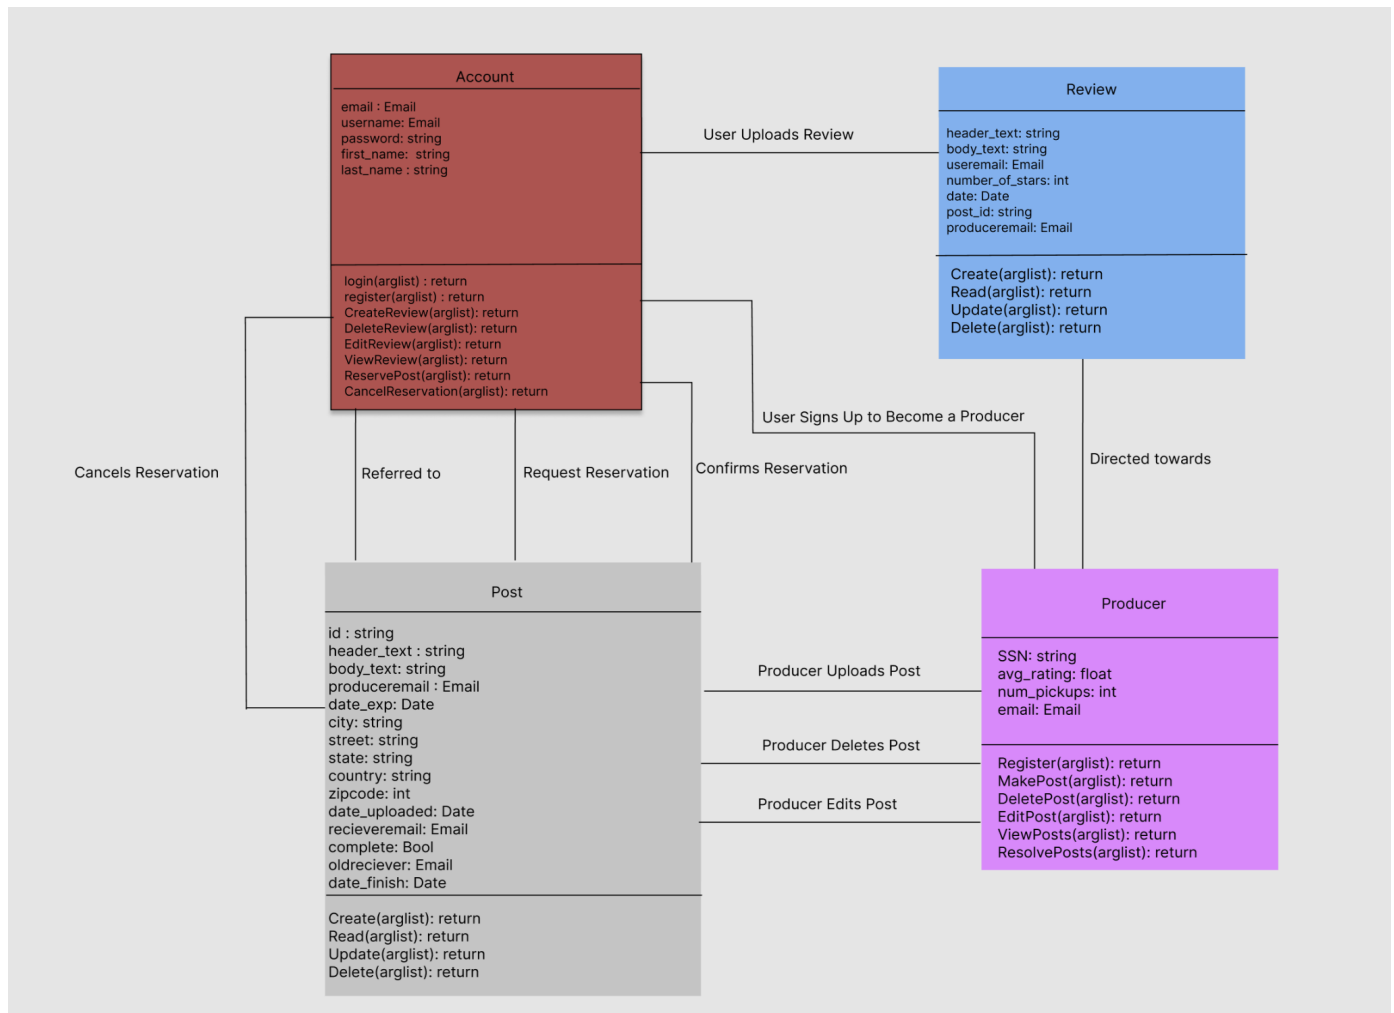 Account
email : Email
username: Email
password: string
first_name:  string
last_name : string
login(arglist) : return
register(arglist) : return
CreateReview(arglist): return
DeleteReview(arglist): return
EditReview(arglist): return
ViewReview(arglist): return
ReservePost(arglist): return
CancelReservation(arglist): return
User Uploads Review
Review
header_text: string
body_text: string
useremail: Email
number_of_stars: int
date: Date
post_id: string
produceremail: Email
Create(arglist): return
Read(arglist): return
Update(arglist): return
Delete(arglist): return
User Signs Up to Become a Producer
Directed towards
Cancels Reservation
Referred to
Request Reservation
Confirms Reservation
Post
id : string
header_text : string
body_text: string
produceremail : Email
date_exp: Date
city: string
street: string
state: string
country: string
zipcode: int
date_uploaded: Date
recieveremail: Email
complete: Bool
oldreciever: Email
date_finish: Date
Create(arglist): return
Read(arglist): return
Update(arglist): return
Delete(arglist): return
Producer Uploads Post
Producer Deletes Post
Producer Edits Post
Producer
SSN: string
avg_rating: float
num_pickups: int
email: Email
Register(arglist): return
MakePost(arglist): return
DeletePost(arglist): return
EditPost(arglist): return
ViewPosts(arglist): return
ResolvePosts(arglist): return